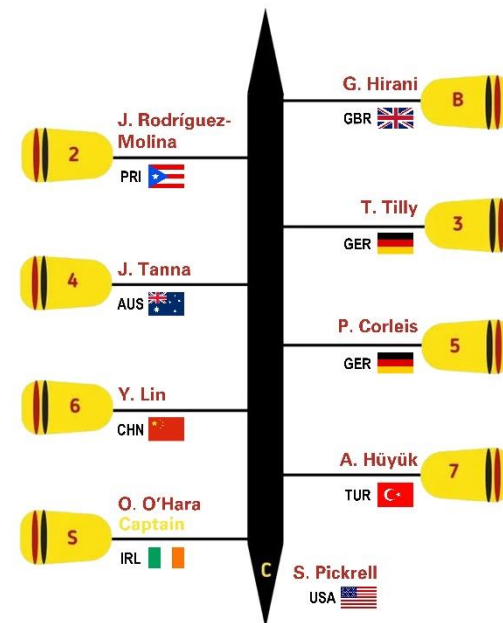 G. Hirani
B
GBR
J. Rodríguez-
Molina
2
PRI
T. Tilly
3
GER
J. Tanna
4
AUS
P. Corleis
5
GER
Y. Lin
6
CHN
A. Hüyük
7
TUR
O. O'Hara
Captain
S
IRL
C
S. Pickrell
USA